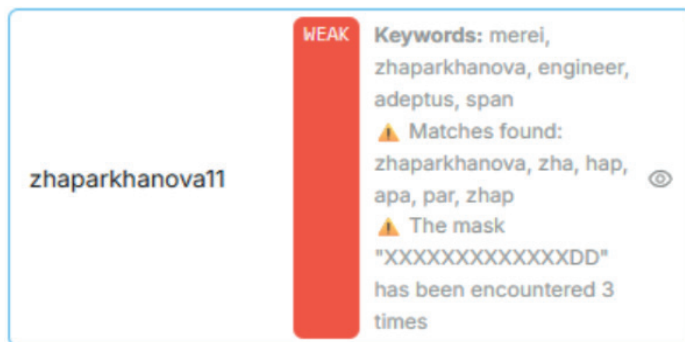 zhaparkhanova11
WEAK
Keywords: merei,
zhaparkhanova, engineer,
adeptus, span
⚠ Matches found:
zhaparkhanova, zha, hap,
apa, par, zhap
⚠ The mask
"XXXXXXXXXXXXXDD"
has been encountered 3
times